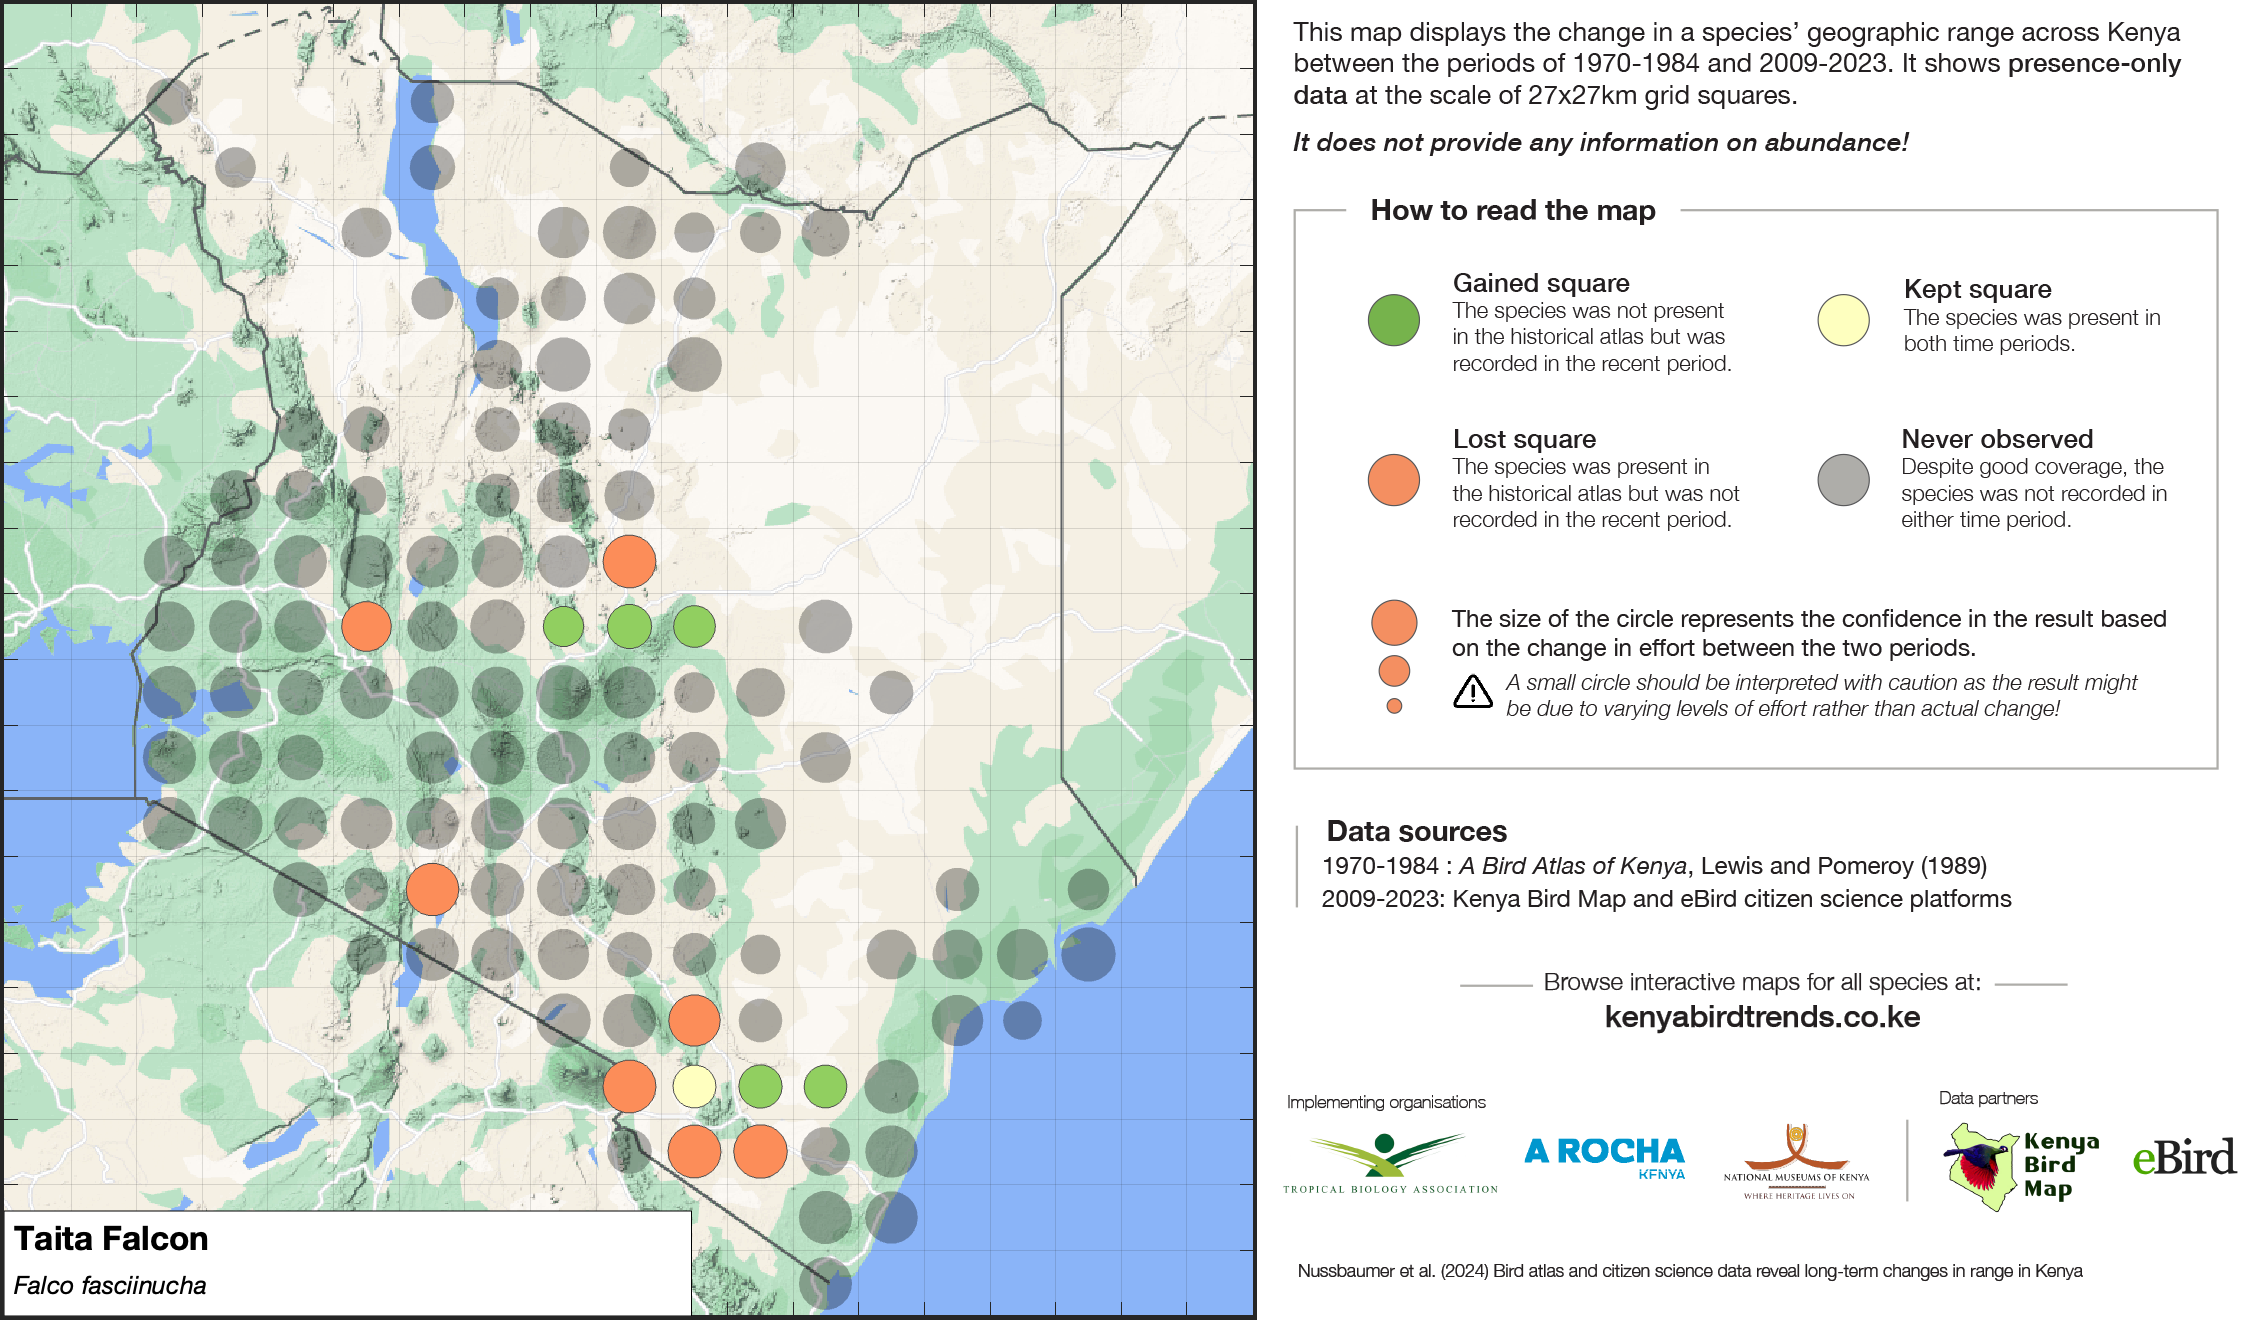 This map displays the change in a species’ geographic range across Kenya
between the periods of 1970-1984 and 2009-2023. It shows presence-only
data at the scale of 27x27km grid squares.
It does not provide any information on abundance!
How to read the map
Gained square
The species was not present
in the historical atlas but was
recorded in the recent period.
Kept square
The species was present in
both time periods.
Lost square
The species was present in
the historical atlas but was not
recorded in the recent period.
Never observed
Despite good coverage, the
species was not recorded in
either time period.
The size of the circle represents the confidence in the result based
on the change in effort between the two periods.
A small circle should be interpreted with caution as the result might
be due to varying levels of effort rather than actual change!
Data sources
1970-1984 : A Bird Atlas of Kenya, Lewis and Pomeroy (1989)
2009-2023: Kenya Bird Map and eBird citizen science platforms
Browse interactive maps for all species at:
kenyabirdtrends.co.ke
Implementing organisations
Data partners
TROPICAL BIOLOGY ASSOCIATION
A ROCHA
KENYA
NATIONAL MUSEUMS OF KENYA
WHERE HERITAGE LIVES ON
Kenya
Bird
Map
eBird
Taita Falcon
Falco fasciinucha
Nussbaumer et al. (2024) Bird atlas and citizen science data reveal long-term changes in range in Kenya